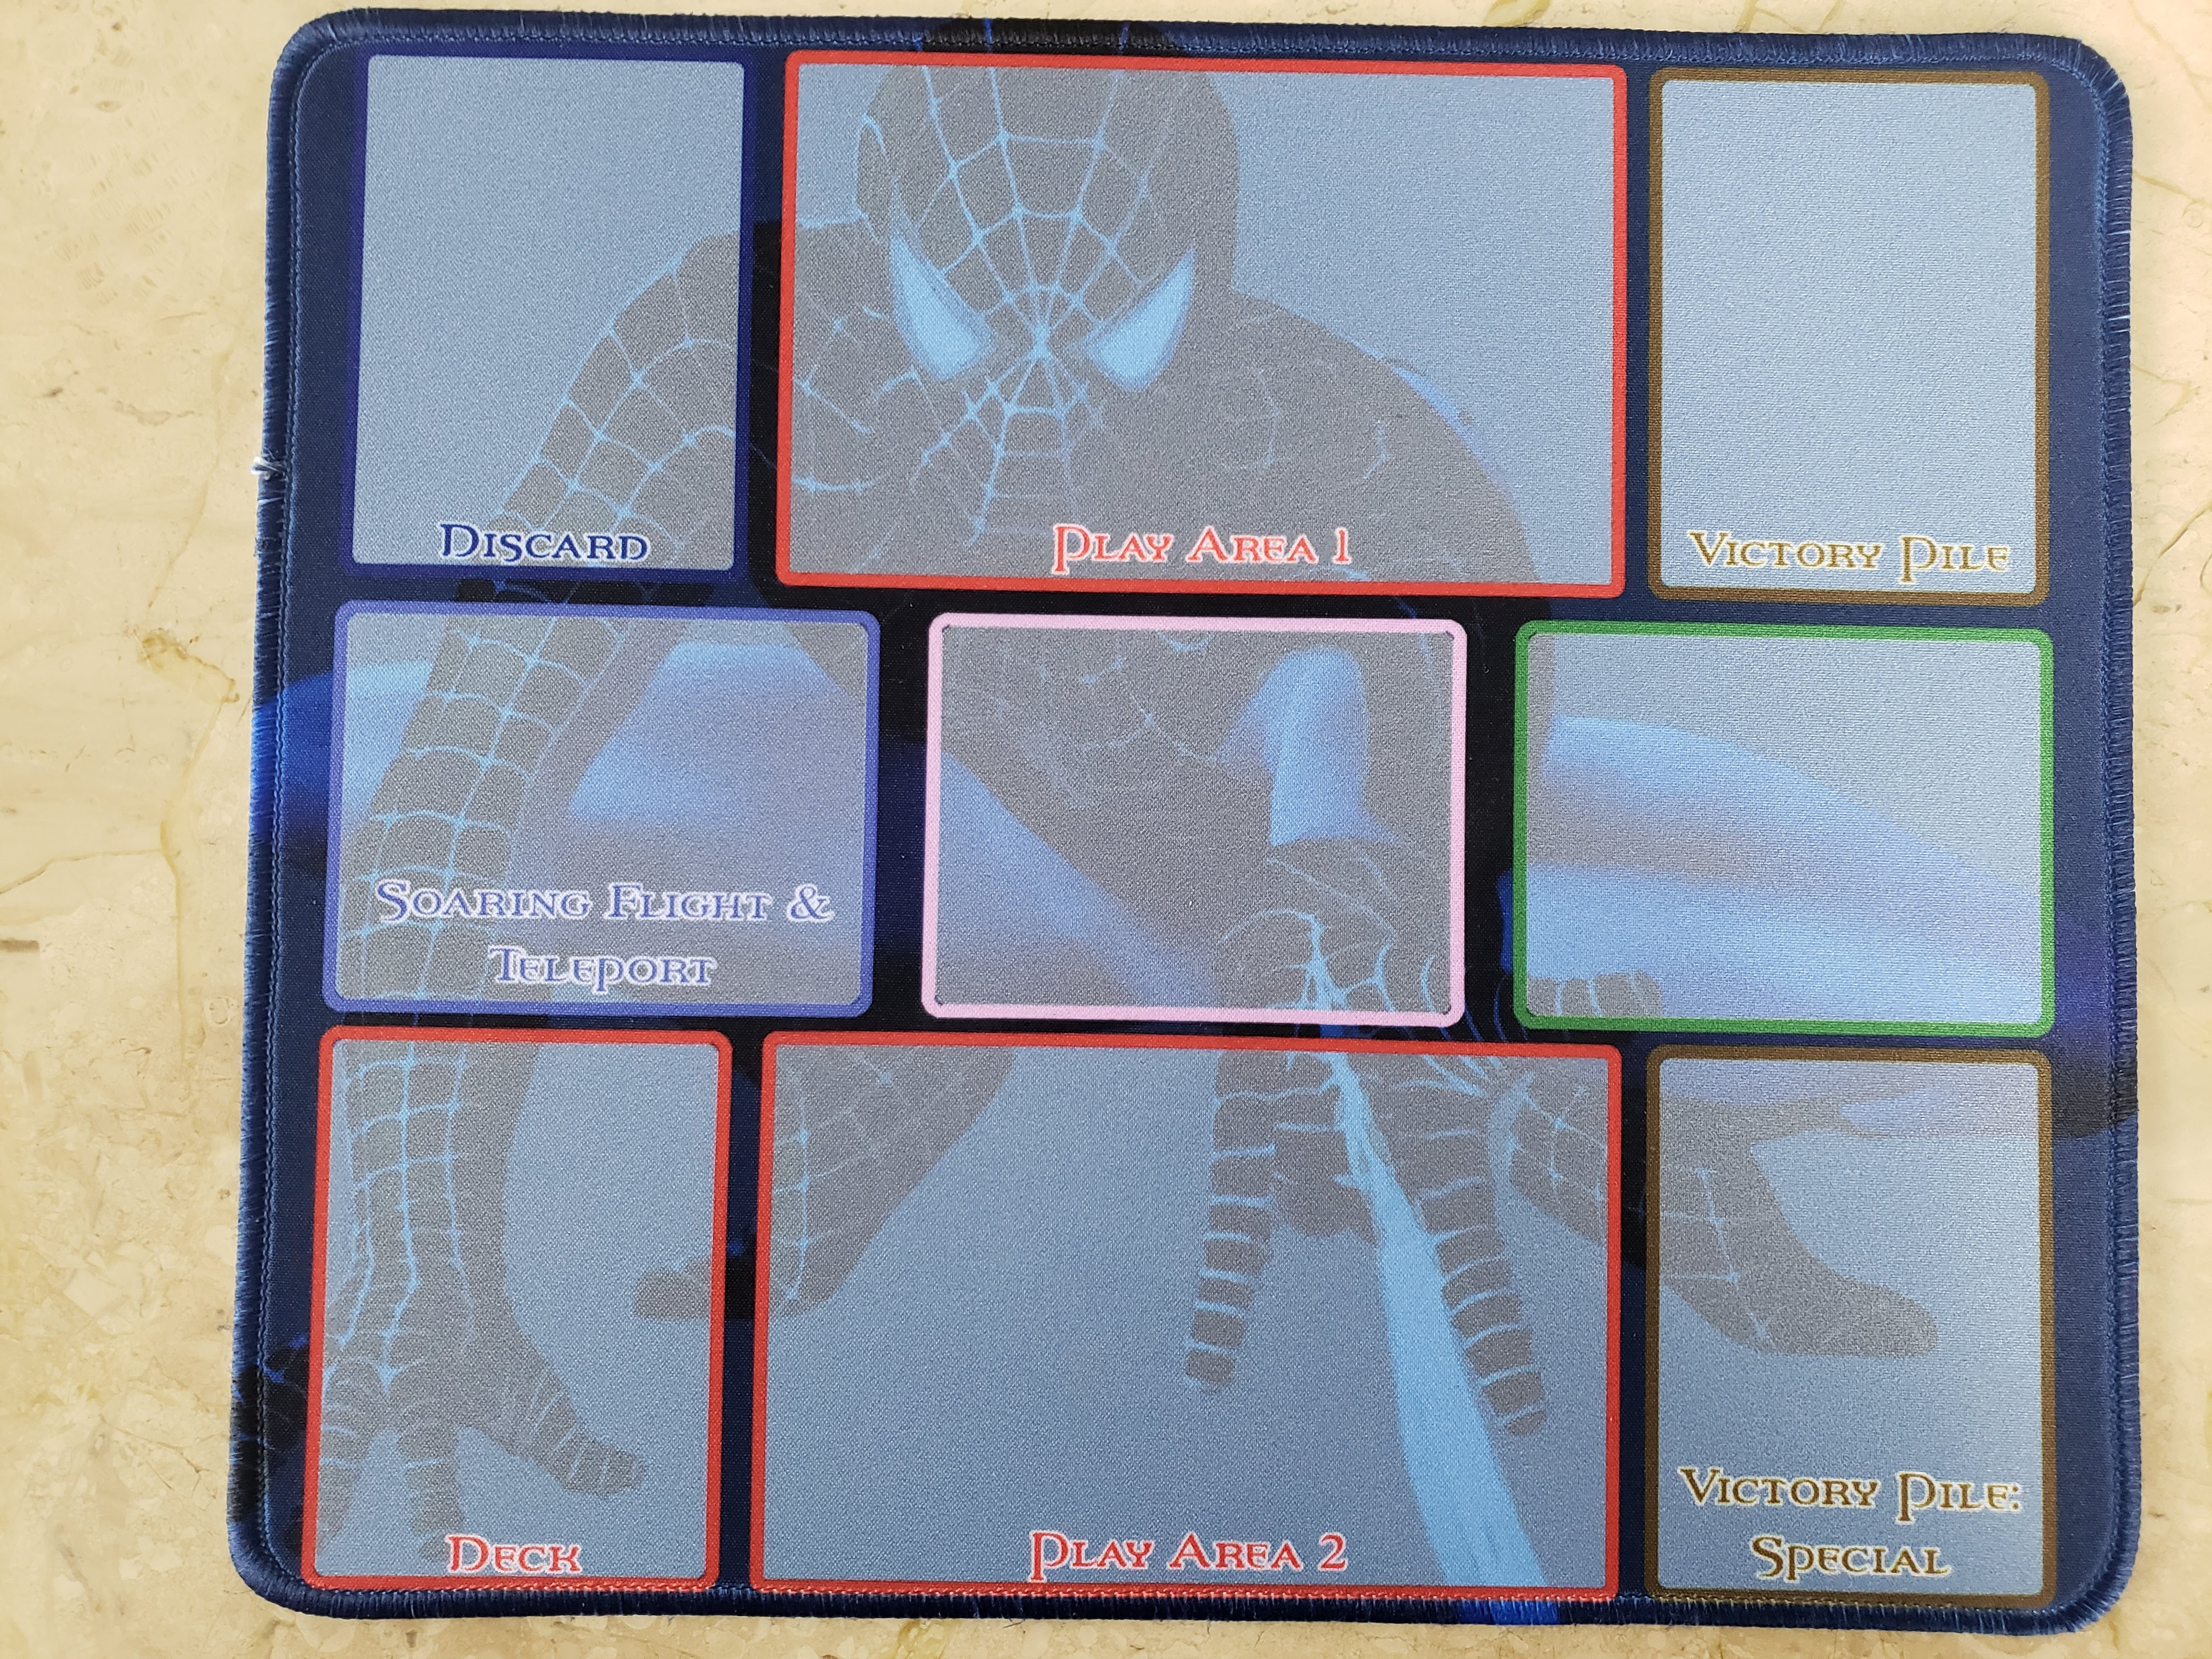 Discard
Play Area 1
Victory Pile
Soaring Flight &
Teleport
Deck
Play Area 2
Victory Pile:
Special